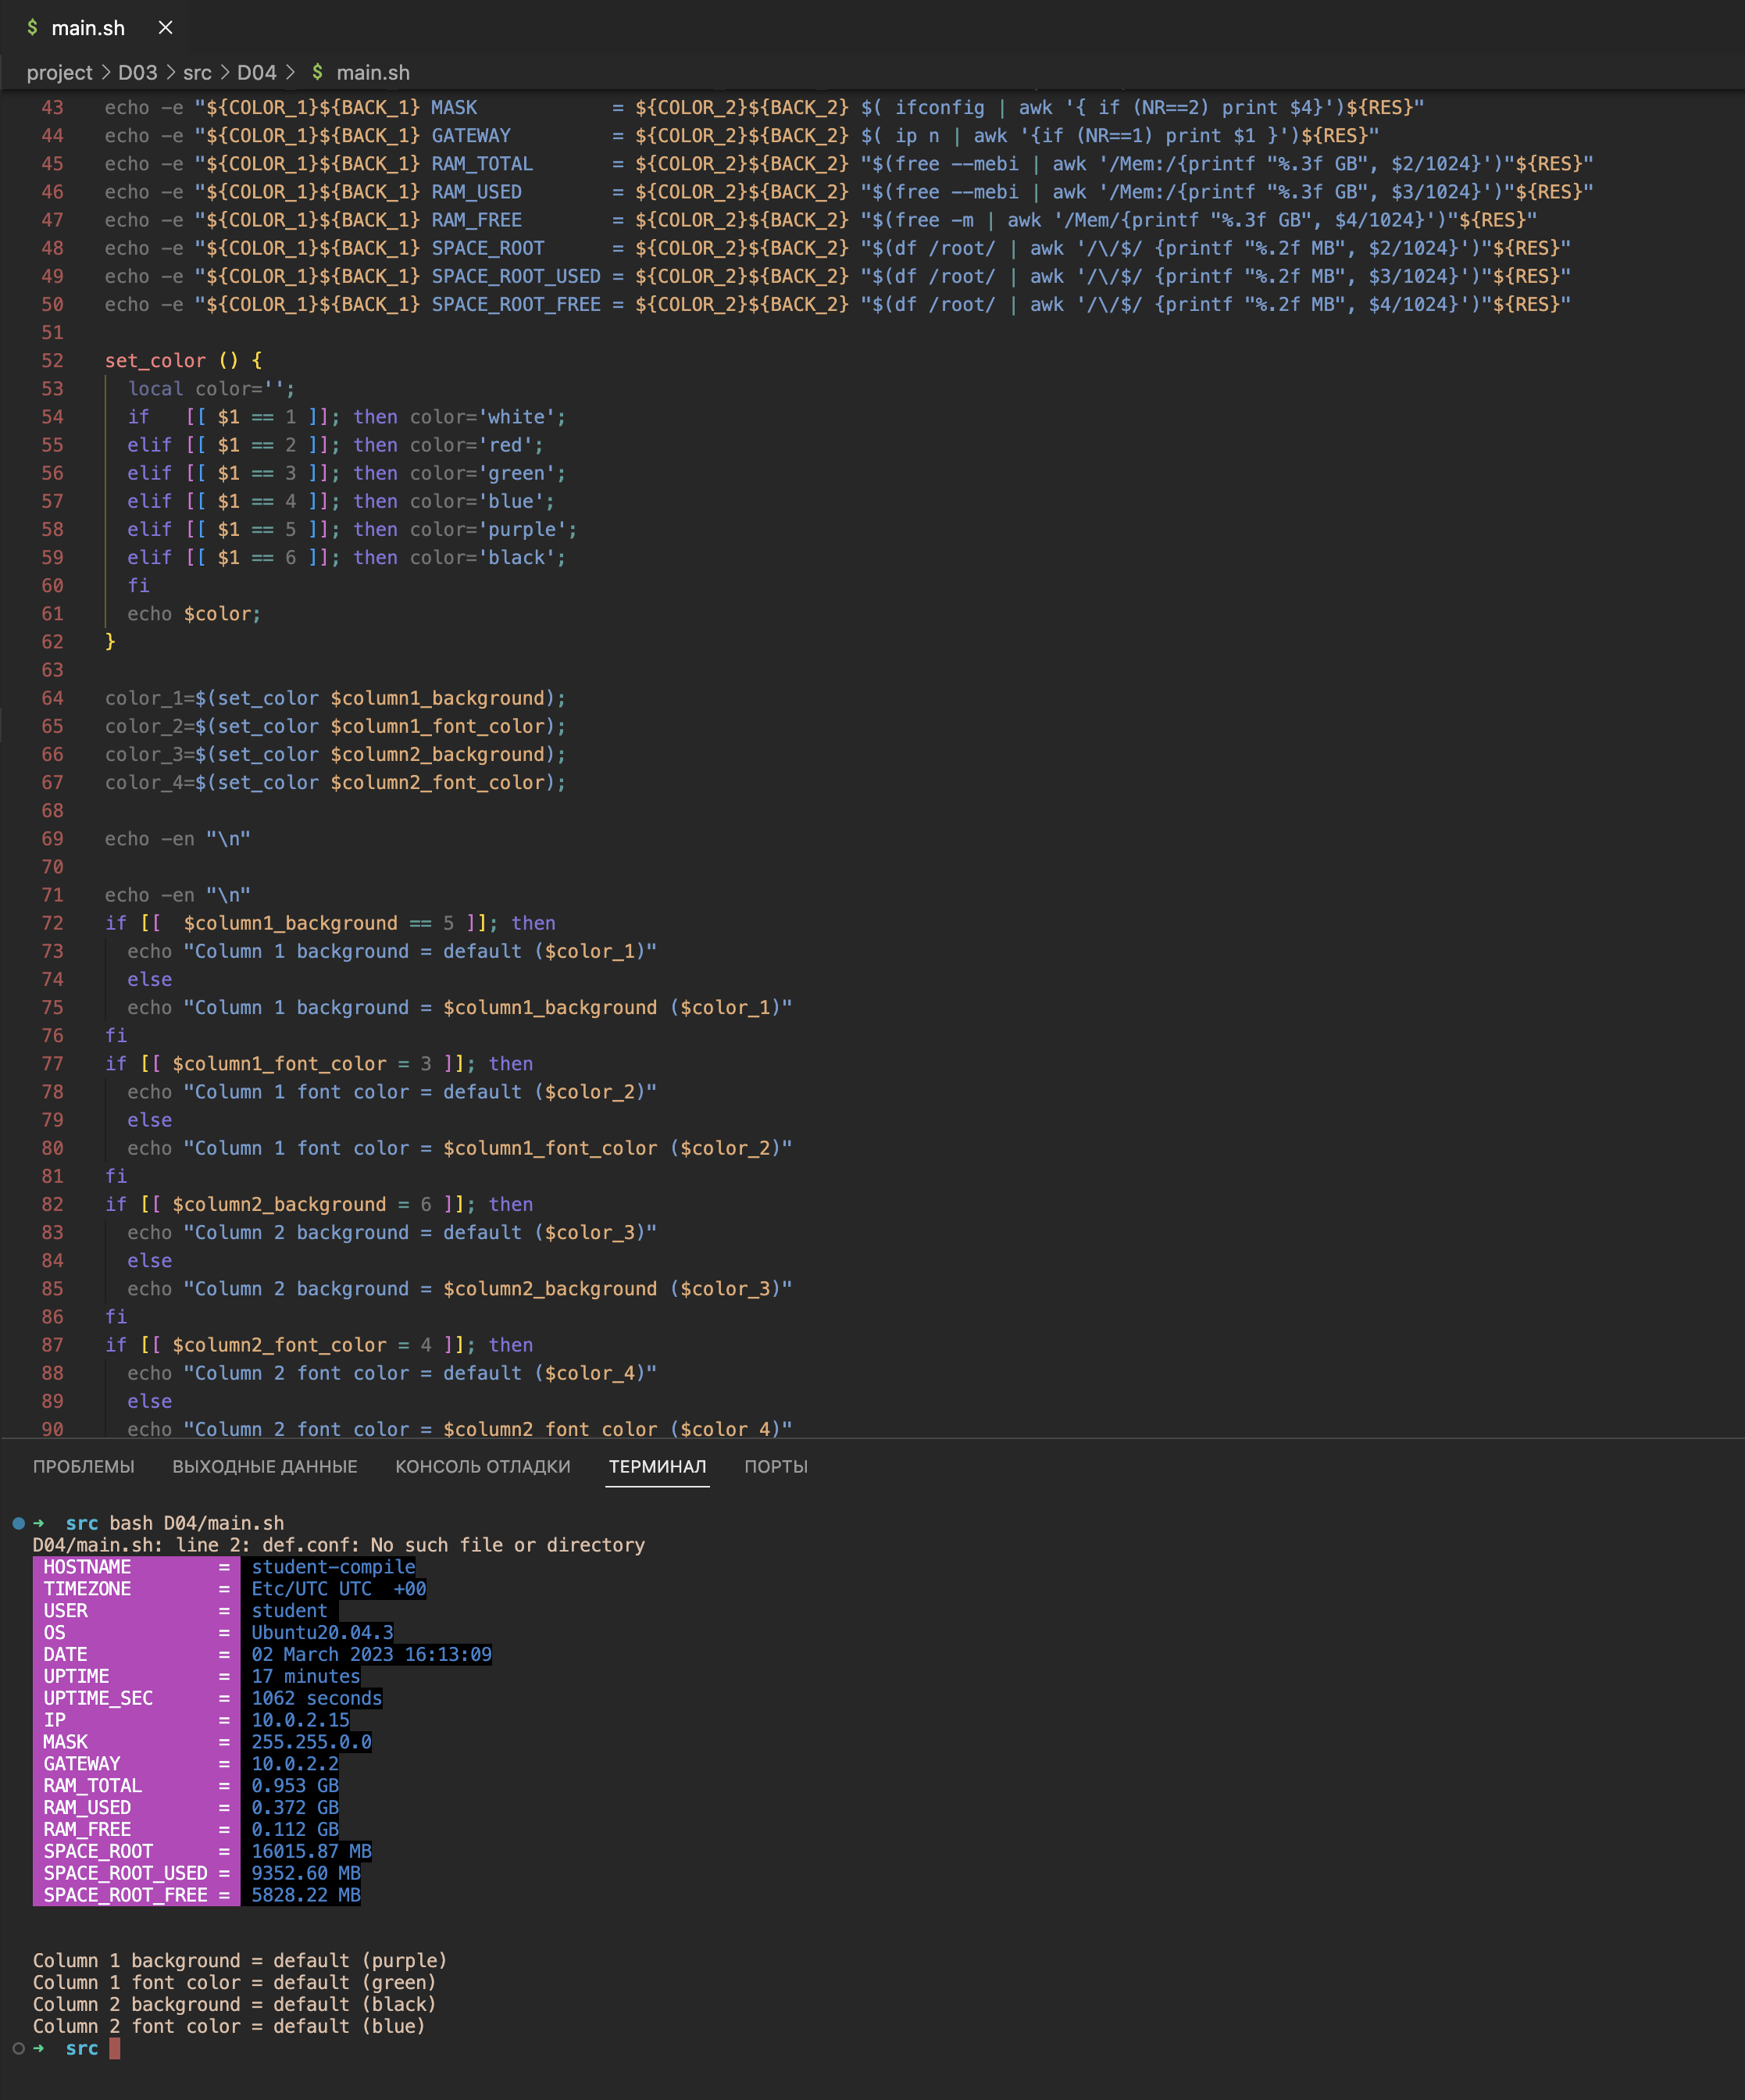 $ main.sh ×
project > D03 > src > D04 > $ main.sh
43 echo -e "${COLOR_1}${BACK_1} MASK            = ${COLOR_2}${BACK_2} $( ifconfig | awk '{ if (NR==2) print $4}')${RES}"
44 echo -e "${COLOR_1}${BACK_1} GATEWAY         = ${COLOR_2}${BACK_2} $( ip n | awk '{if (NR==1) print $1 }')${RES}"
45 echo -e "${COLOR_1}${BACK_1} RAM_TOTAL       = ${COLOR_2}${BACK_2} "$(free --mebi | awk '/Mem:/{printf "%.3f GB", $2/1024}')"${RES}"
46 echo -e "${COLOR_1}${BACK_1} RAM_USED        = ${COLOR_2}${BACK_2} "$(free --mebi | awk '/Mem:/{printf "%.3f GB", $3/1024}')"${RES}"
47 echo -e "${COLOR_1}${BACK_1} RAM_FREE        = ${COLOR_2}${BACK_2} "$(free -m | awk '/Mem/{printf "%.3f GB", $4/1024}')"${RES}"
48 echo -e "${COLOR_1}${BACK_1} SPACE_ROOT      = ${COLOR_2}${BACK_2} "$(df /root/ | awk '/\/$/ {printf "%.2f MB", $2/1024}')"${RES}"
49 echo -e "${COLOR_1}${BACK_1} SPACE_ROOT_USED = ${COLOR_2}${BACK_2} "$(df /root/ | awk '/\/$/ {printf "%.2f MB", $3/1024}')"${RES}"
50 echo -e "${COLOR_1}${BACK_1} SPACE_ROOT_FREE = ${COLOR_2}${BACK_2} "$(df /root/ | awk '/\/$/ {printf "%.2f MB", $4/1024}')"${RES}"
51
52 set_color () {
53   local color='';
54   if   [[ $1 == 1 ]]; then color='white';
55   elif [[ $1 == 2 ]]; then color='red';
56   elif [[ $1 == 3 ]]; then color='green';
57   elif [[ $1 == 4 ]]; then color='blue';
58   elif [[ $1 == 5 ]]; then color='purple';
59   elif [[ $1 == 6 ]]; then color='black';
60   fi
61   echo $color;
62 }
63
64 color_1=$(set_color $column1_background);
65 color_2=$(set_color $column1_font_color);
66 color_3=$(set_color $column2_background);
67 color_4=$(set_color $column2_font_color);
68
69 echo -en "\n"
70
71 echo -en "\n"
72 if [[  $column1_background == 5 ]]; then
73   echo "Column 1 background = default ($color_1)"
74   else
75   echo "Column 1 background = $column1_background ($color_1)"
76 fi
77 if [[ $column1_font_color = 3 ]]; then
78   echo "Column 1 font color = default ($color_2)"
79   else
80   echo "Column 1 font color = $column1_font_color ($color_2)"
81 fi
82 if [[ $column2_background = 6 ]]; then
83   echo "Column 2 background = default ($color_3)"
84   else
85   echo "Column 2 background = $column2_background ($color_3)"
86 fi
87 if [[ $column2_font_color = 4 ]]; then
88   echo "Column 2 font color = default ($color_4)"
89   else
90   echo "Column 2 font color = $column2_font_color ($color_4)"
ПРОБЛЕМЫ ВЫХОДНЫЕ ДАННЫЕ КОНСОЛЬ ОТЛАДКИ ТЕРМИНАЛ ПОРТЫ
➜ src bash D04/main.sh
D04/main.sh: line 2: def.conf: No such file or directory
HOSTNAME        = student-compile
TIMEZONE        = Etc/UTC UTC  +00
USER            = student
OS              = Ubuntu20.04.3
DATE            = 02 March 2023 16:13:09
UPTIME          = 17 minutes
UPTIME_SEC      = 1062 seconds
IP              = 10.0.2.15
MASK            = 255.255.0.0
GATEWAY         = 10.0.2.2
RAM_TOTAL       = 0.953 GB
RAM_USED        = 0.372 GB
RAM_FREE        = 0.112 GB
SPACE_ROOT      = 16015.87 MB
SPACE_ROOT_USED = 9352.60 MB
SPACE_ROOT_FREE = 5828.22 MB
Column 1 background = default (purple)
Column 1 font color = default (green)
Column 2 background = default (black)
Column 2 font color = default (blue)
➜ src